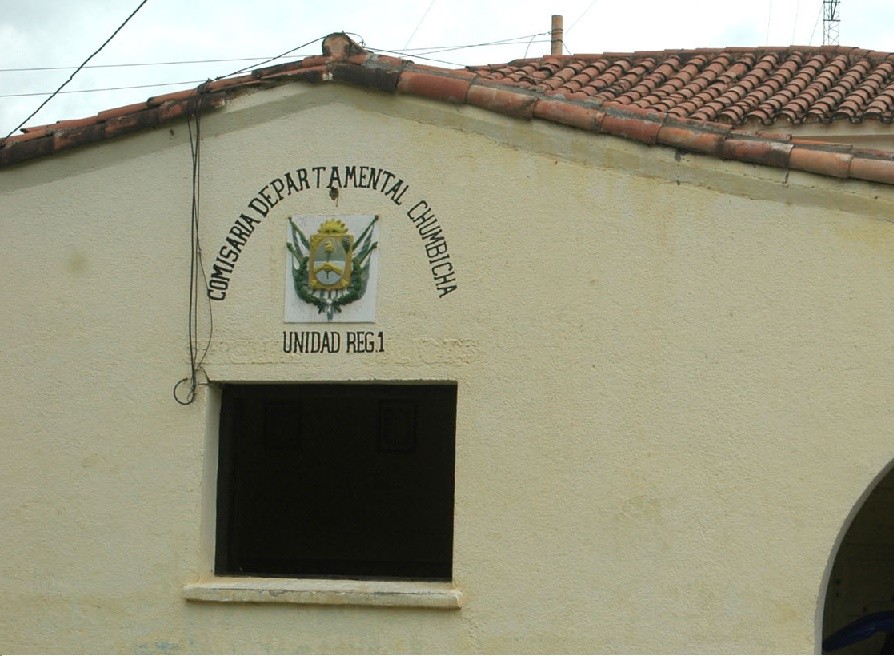 COMISARIA DEPARTAMENTAL CHUMBICHA
UNIDAD REG.1